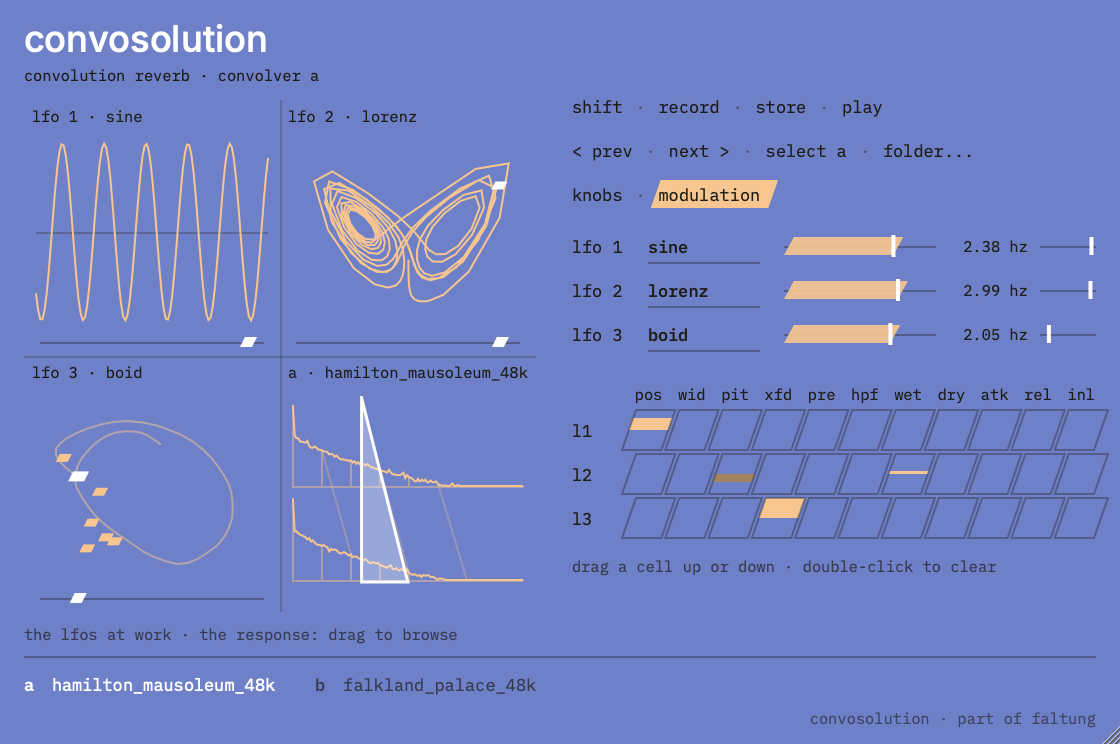 convosolution
convolution reverb · convolver a
lfo 1 · sine
lfo 2 · lorenz
lfo 3 · boid
a · hamilton_mausoleum_48k
the lfos at work · the response: drag to browse
shift · record · store · play
< prev · next > · select a · folder...
knobs · modulation
lfo 1 sine 2.38 hz
lfo 2 lorenz 2.99 hz
lfo 3 boid 2.05 hz
pos wid pit xfd pre hpf wet dry atk rel inl
l1
l2
l3
drag a cell up or down · double-click to clear
a hamilton_mausoleum_48k b falkland_palace_48k
convosolution · part of faltung